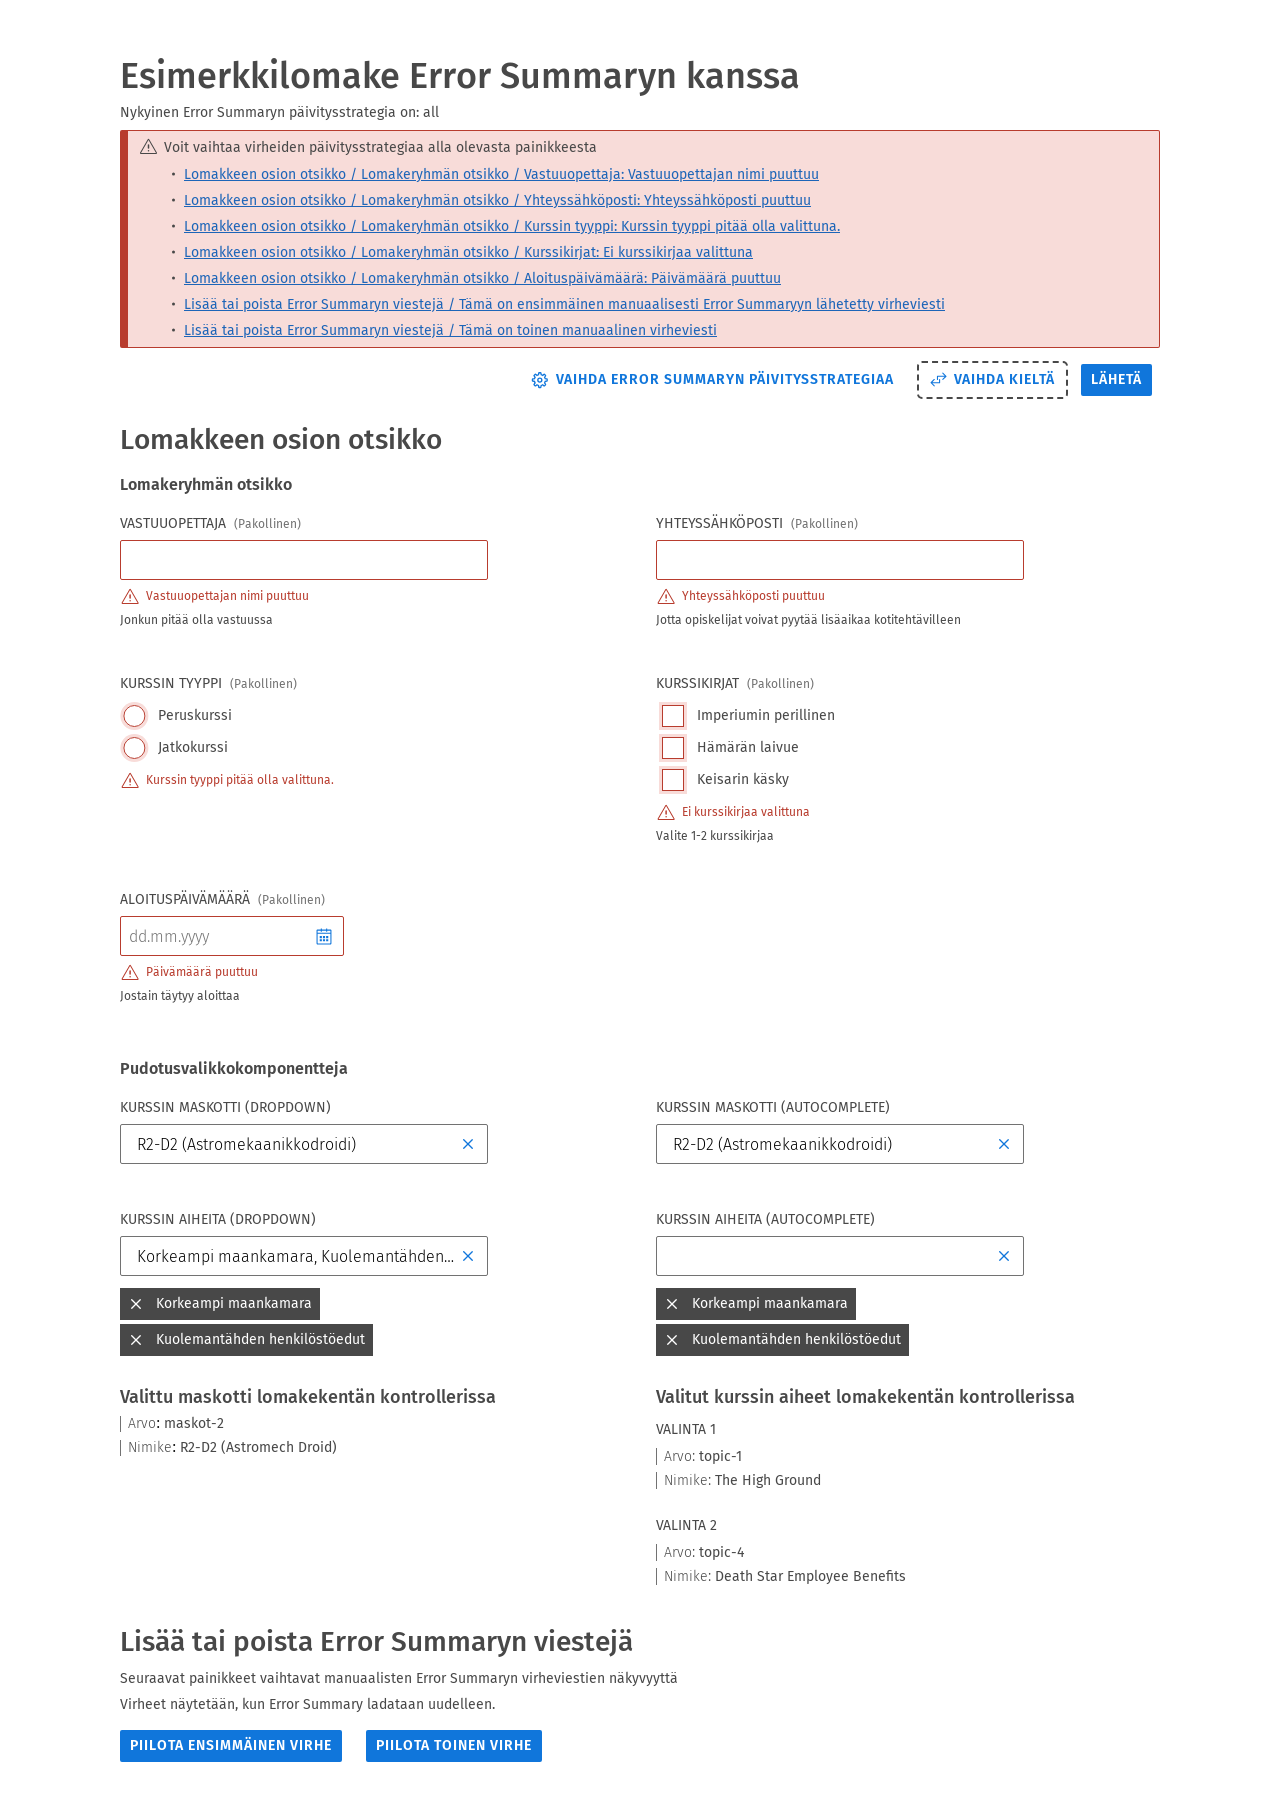 Esimerkkilomake Error Summaryn kanssa
Nykyinen Error Summaryn päivitysstrategia on: all
Voit vaihtaa virheiden päivitysstrategiaa alla olevasta painikkeesta
• Lomakkeen osion otsikko / Lomakeryhmän otsikko / Vastuuopettaja: Vastuuopettajan nimi puuttuu
• Lomakkeen osion otsikko / Lomakeryhmän otsikko / Yhteyssähköposti: Yhteyssähköposti puuttuu
• Lomakkeen osion otsikko / Lomakeryhmän otsikko / Kurssin tyyppi: Kurssin tyyppi pitää olla valittuna.
• Lomakkeen osion otsikko / Lomakeryhmän otsikko / Kurssikirjat: Ei kurssikirjaa valittuna
• Lomakkeen osion otsikko / Lomakeryhmän otsikko / Aloituspäivämäärä: Päivämäärä puuttuu
• Lisää tai poista Error Summaryn viestejä / Tämä on ensimmäinen manuaalisesti Error Summaryyn lähetetty virheviesti
• Lisää tai poista Error Summaryn viestejä / Tämä on toinen manuaalinen virheviesti
VAIHDA ERROR SUMMARYN PÄIVITYSSTRATEGIAA VAIHDA KIELTÄ LÄHETÄ
Lomakkeen osion otsikko
Lomakeryhmän otsikko
VASTUUOPETTAJA (Pakollinen)
Vastuuopettajan nimi puuttuu
Jonkun pitää olla vastuussa
YHTEYSSÄHKÖPOSTI (Pakollinen)
Yhteyssähköposti puuttuu
Jotta opiskelijat voivat pyytää lisäaikaa kotitehtävilleen
KURSSIN TYYPPI (Pakollinen)
Peruskurssi
Jatkokurssi
Kurssin tyyppi pitää olla valittuna.
KURSSIKIRJAT (Pakollinen)
Imperiumin perillinen
Hämärän laivue
Keisarin käsky
Ei kurssikirjaa valittuna
Valite 1-2 kurssikirjaa
ALOITUSPÄIVÄMÄÄRÄ (Pakollinen)
dd.mm.yyyy
Päivämäärä puuttuu
Jostain täytyy aloittaa
Pudotusvalikkokomponentteja
KURSSIN MASKOTTI (DROPDOWN)
R2-D2 (Astromekaanikkodroidi)
KURSSIN MASKOTTI (AUTOCOMPLETE)
R2-D2 (Astromekaanikkodroidi)
KURSSIN AIHEITA (DROPDOWN)
Korkeampi maankamara, Kuolemantähden...
Korkeampi maankamara
Kuolemantähden henkilöstöedut
KURSSIN AIHEITA (AUTOCOMPLETE)
Korkeampi maankamara
Kuolemantähden henkilöstöedut
Valittu maskotti lomakekentän kontrollerissa
Arvo: maskot-2
Nimike: R2-D2 (Astromech Droid)
Valitut kurssin aiheet lomakekentän kontrollerissa
VALINTA 1
Arvo: topic-1
Nimike: The High Ground
VALINTA 2
Arvo: topic-4
Nimike: Death Star Employee Benefits
Lisää tai poista Error Summaryn viestejä
Seuraavat painikkeet vaihtavat manuaalisten Error Summaryn virheviestien näkyvyyttä
Virheet näytetään, kun Error Summary ladataan uudelleen.
PIILOTA ENSIMMÄINEN VIRHE PIILOTA TOINEN VIRHE